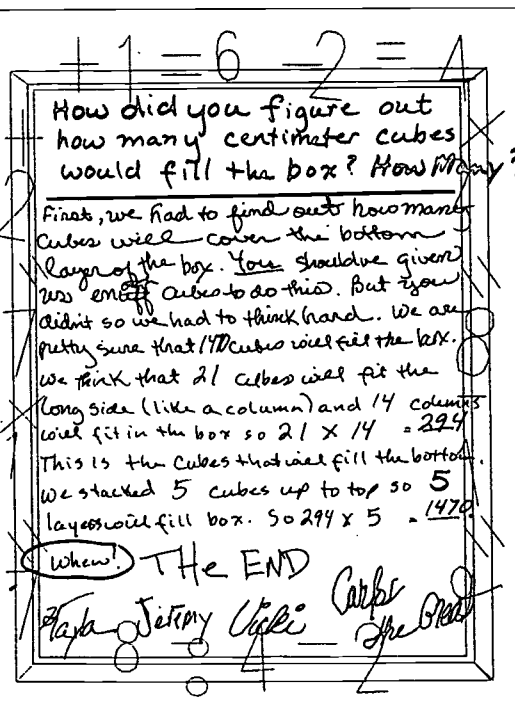 + 1 = 6 - 2 = 4
How did you figure out
how many centimeter cubes
would fill the box? How Many?
First, we had to find out how many
cubes will cover the bottom
layer of the box. You should've given
us enoff cubes to do this. But you
didn't so we had to think hard. We are
pretty sure that 1470 cubes will fill the box.
We think that 21 cubes will fit the
long side (like a column) and 14 columns
will fit in the box so 21 X 14 = 294
This is the cubes that will fill the bottom.
We stacked 5 cubes up to top so 5
layers will fill box. So 294 x 5 = 1470
Whew! THe END
Kayla Jeremy Vicki Carlos
the Great
8 ÷ 4 = 2